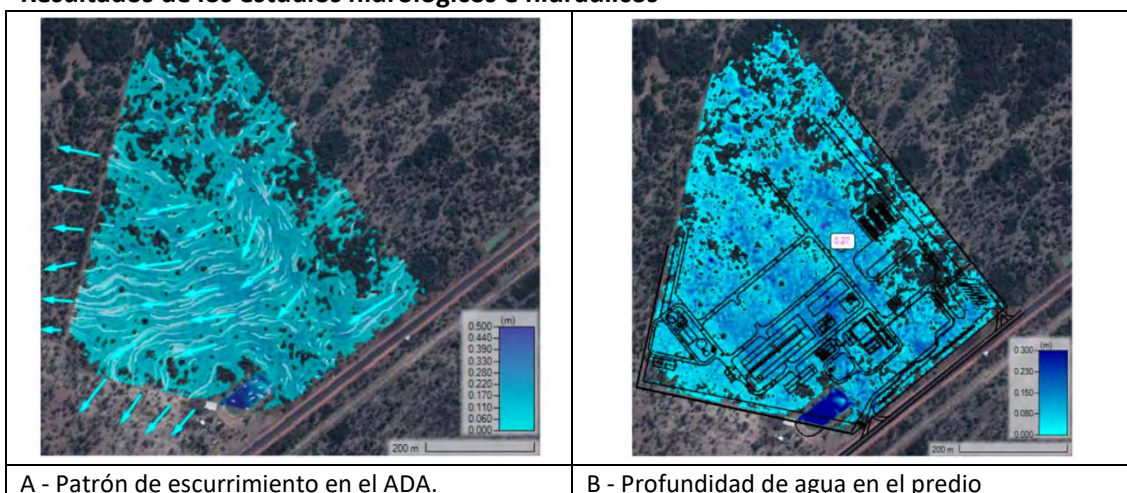 Resultados de los estudios hidrológicos e hidráulicos
0.500 (m)
0.440
0.390
0.330
0.280
0.220
0.170
0.110
0.060
0.000
200 m
0.27
0.300 (m)
0.230
0.150
0.080
0.000
200 m
A - Patrón de escurrimiento en el ADA.
B - Profundidad de agua en el predio